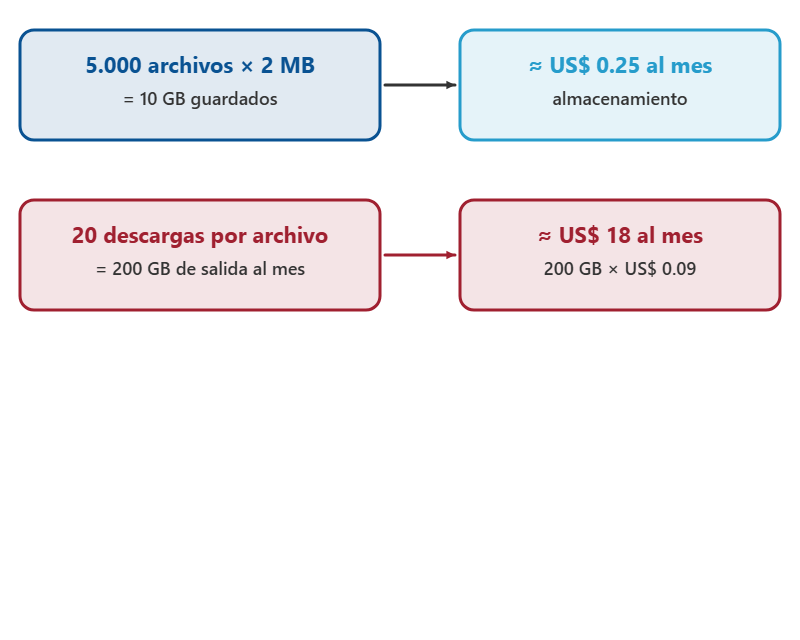 5.000 archivos × 2 MB
= 10 GB guardados
≈ US$ 0.25 al mes
almacenamiento
20 descargas por archivo
= 200 GB de salida al mes
≈ US$ 18 al mes
200 GB × US$ 0.09